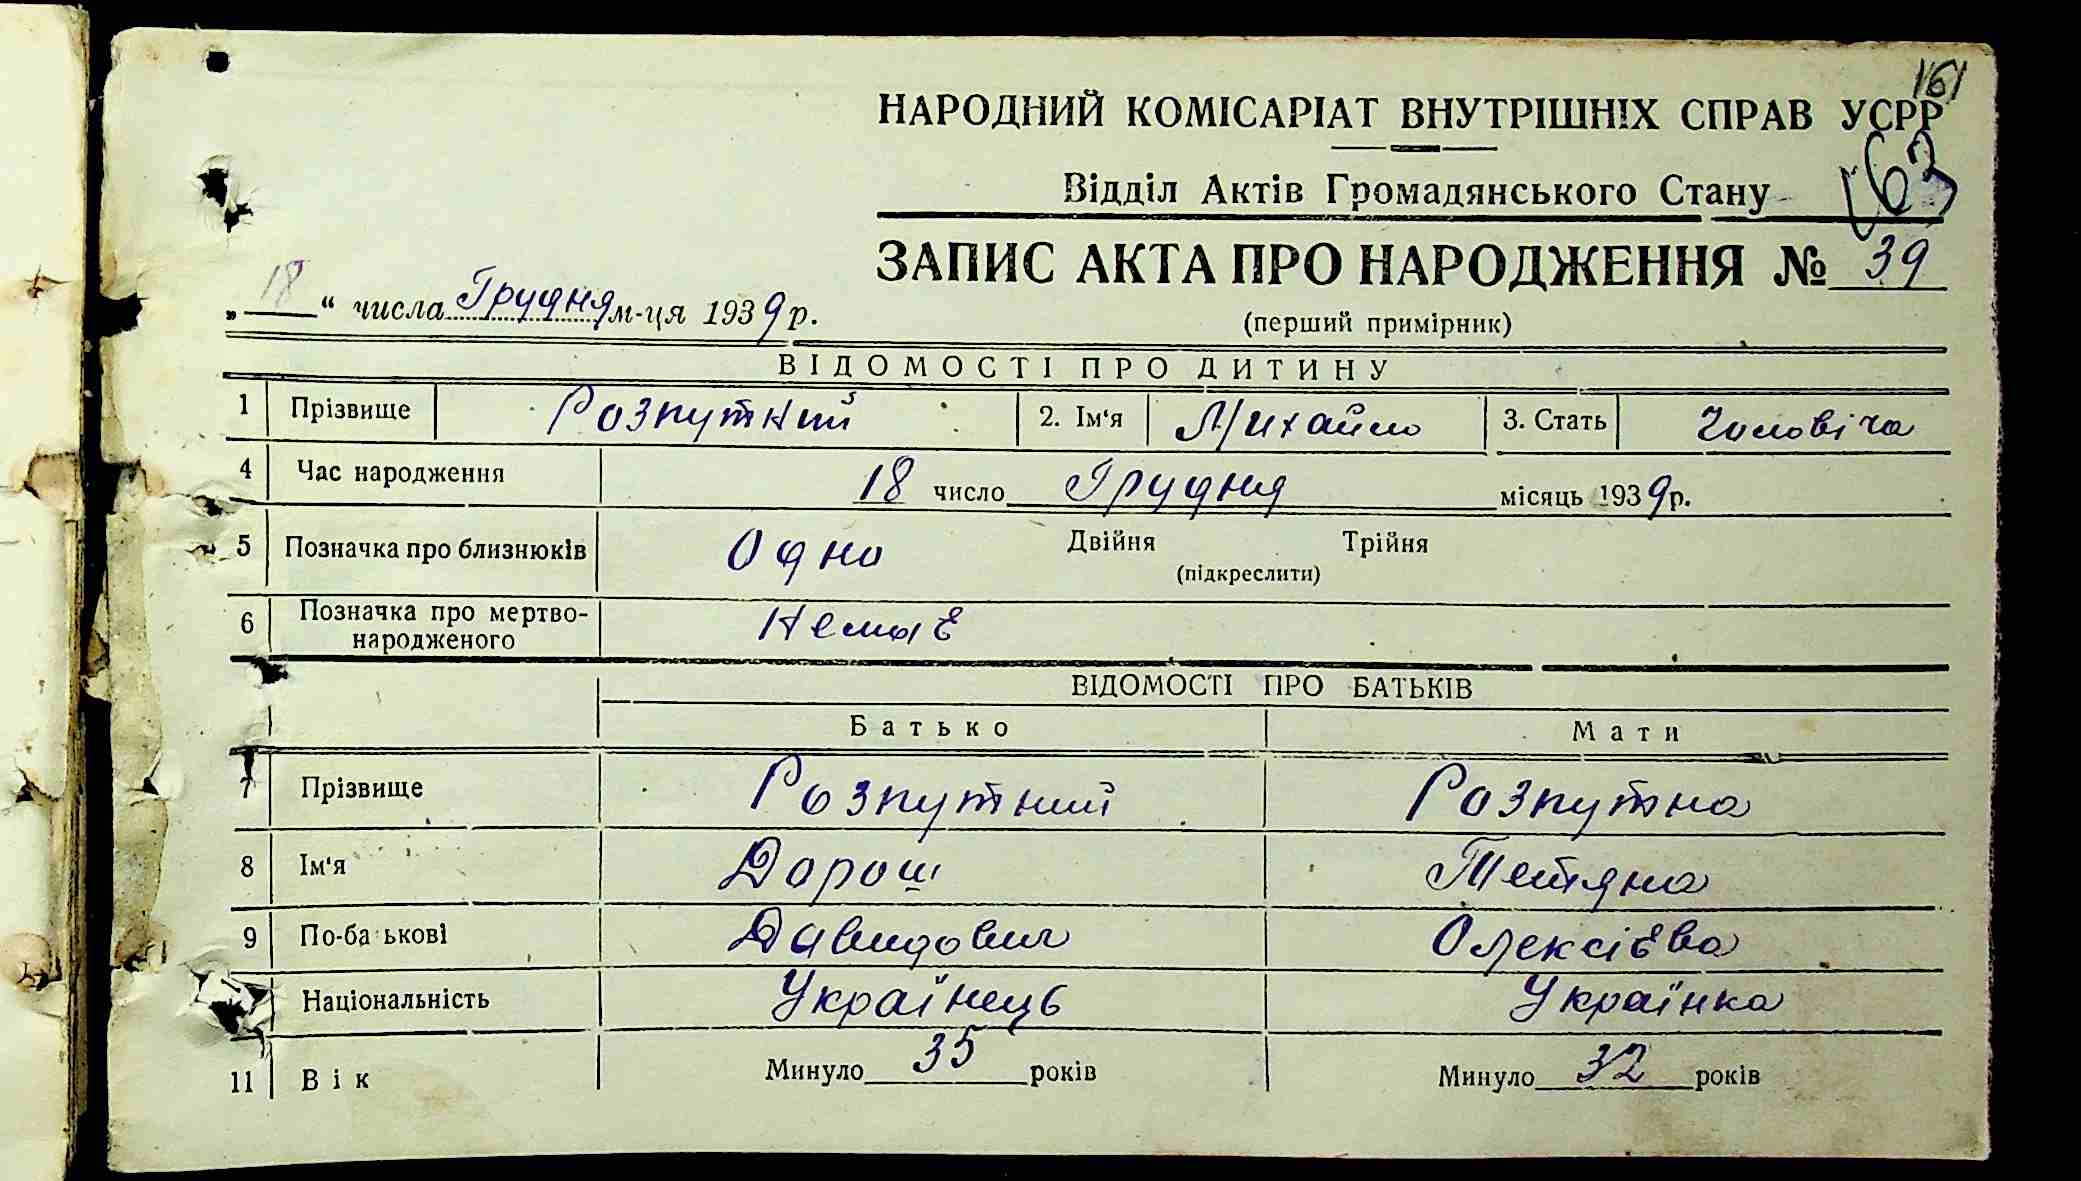 161
НАРОДНИЙ КОМІСАРІАТ ВНУТРІШНІХ СПРАВ УСРР
163
Відділ Актів Громадянського Стану
ЗАПИС АКТА ПРО НАРОДЖЕННЯ № 39
„18“ числа Грудня м-ця 1939 р.
(перший примірник)
ВІДОМОСТІ ПРО ДИТИНУ
1 Прізвище Розпутний 2. Ім‘я Михайло 3. Стать Чоловіча
4 Час народження 18 число Грудня місяць 1939 р.
5 Позначка про близнюків Одно Двійня Трійня
(підкреслити)
6 Позначка про мертво-
народженого Немає
ВІДОМОСТІ ПРО БАТЬКІВ
Батько Мати
7 Прізвище Розпутний Розпутна
8 Ім‘я Дорош Тетяна
9 По-батькові Давидович Олексієва
Національність Українець Українка
11 Вік Минуло 35 років Минуло 32 років